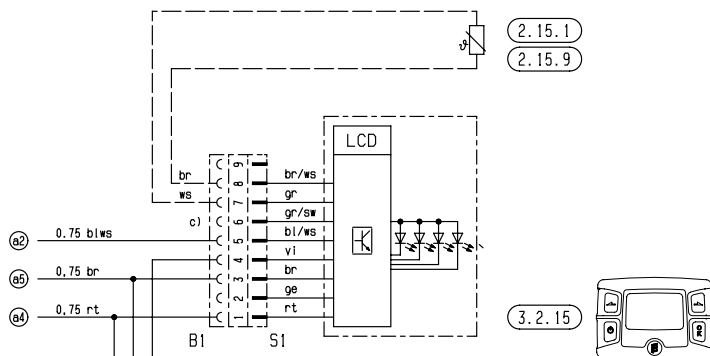 ϑ
2.15.1
2.15.9
LCD
br
ws
c)
9
8
7
6
5
4
3
2
1
br/ws
gr
gr/sw
bl/ws
vi
br
ge
rt
a2 0.75 blws
a5 0,75 br
a4 0,75 rt
B1 S1
3.2.15